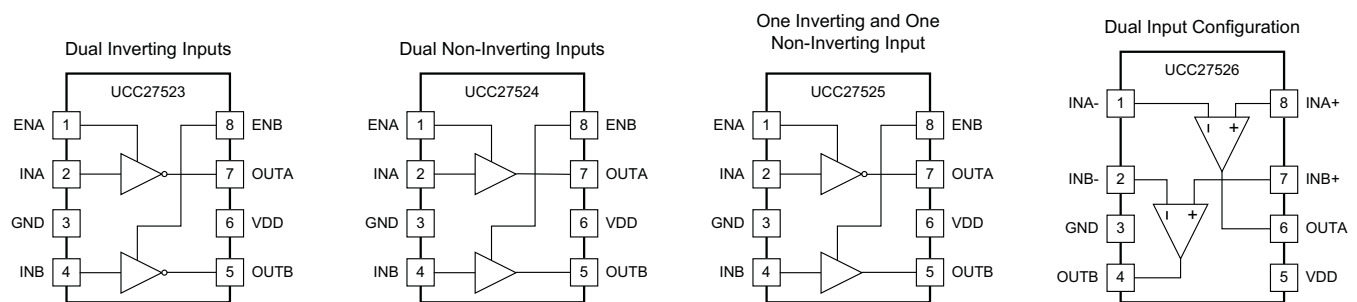 Dual Inverting Inputs
UCC27523
ENA 1 8 ENB
INA 2 7 OUTA
GND 3 6 VDD
INB 4 5 OUTB
Dual Non-Inverting Inputs
UCC27524
ENA 1 8 ENB
INA 2 7 OUTA
GND 3 6 VDD
INB 4 5 OUTB
One Inverting and One
Non-Inverting Input
UCC27525
ENA 1 8 ENB
INA 2 7 OUTA
GND 3 6 VDD
INB 4 5 OUTB
Dual Input Configuration
UCC27526
INA- 1 8 INA+
- +
INB- 2 7 INB+
- +
GND 3 6 OUTA
OUTB 4 5 VDD